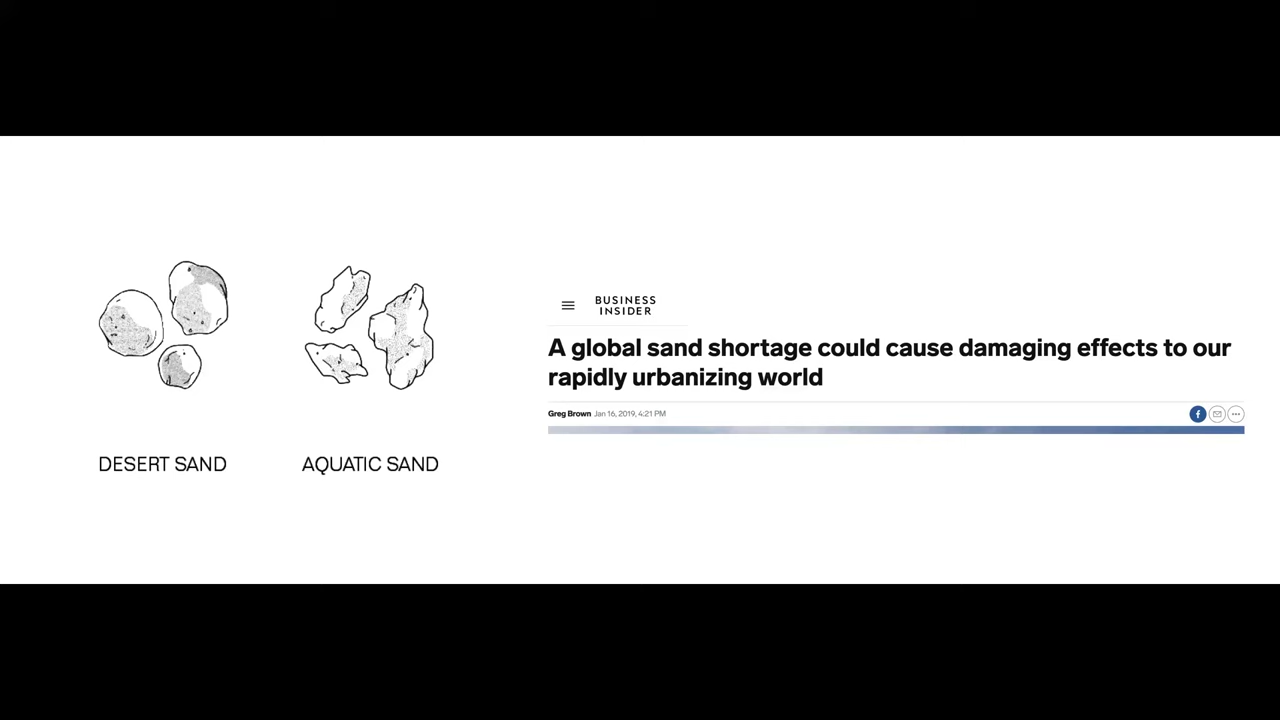 DESERT SAND
AQUATIC SAND
BUSINESS
INSIDER
A global sand shortage could cause damaging effects to our
rapidly urbanizing world
Greg Brown Jan 16, 2019, 4:21 PM